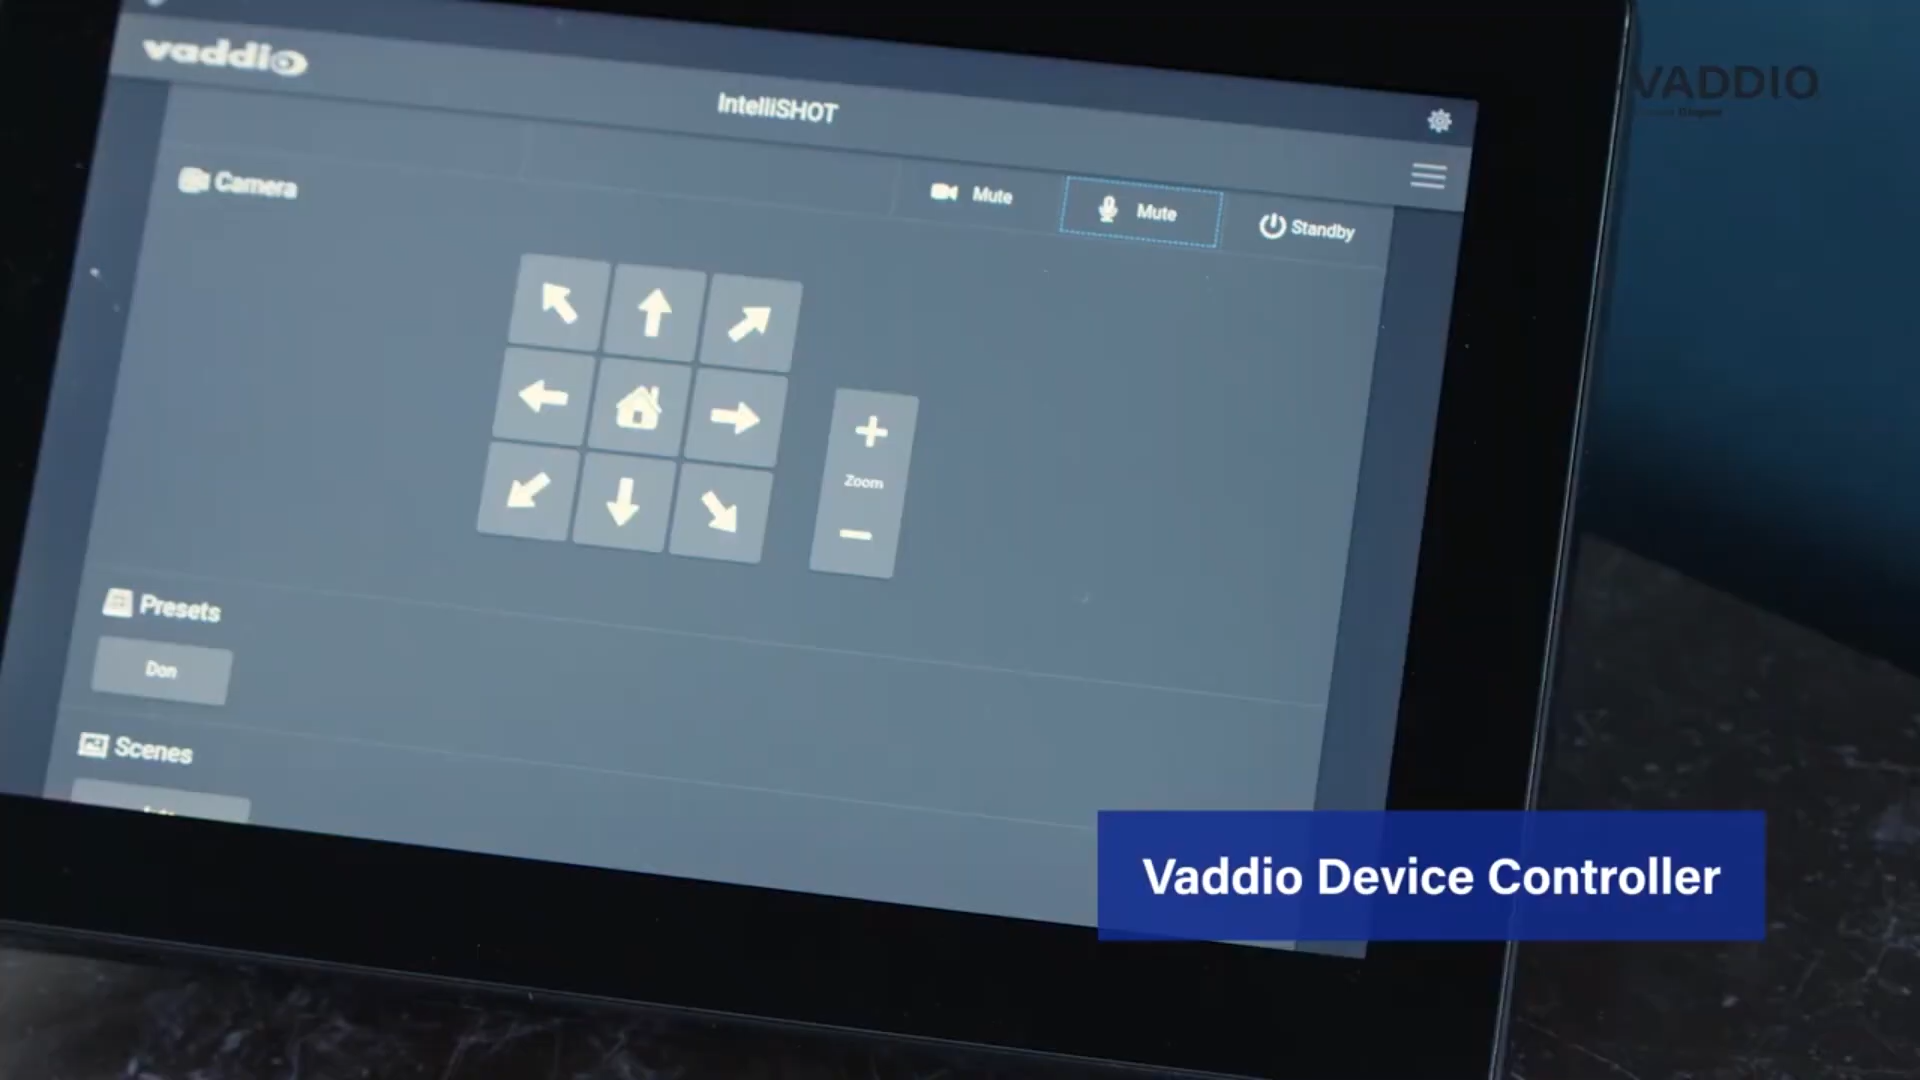 vaddio
IntelliSHOT
VADDIO
Camera
Mute
Mute
Standby
Zoom
Presets
Don
Scenes
Vaddio Device Controller